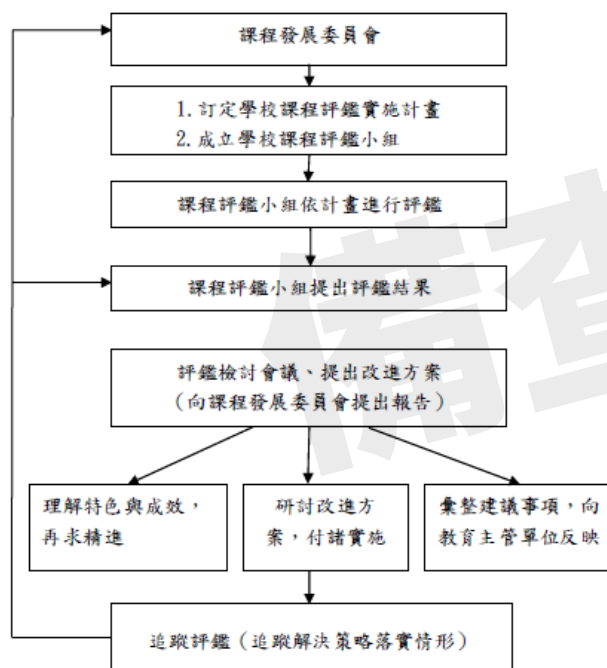 課程發展委員會
1.訂定學校課程評鑑實施計畫
2.成立學校課程評鑑小組
課程評鑑小組依計畫進行評鑑
課程評鑑小組提出評鑑結果
評鑑檢討會議、提出改進方案
(向課程發展委員會提出報告)
理解特色與成效，
再求精進
研討改進方
案，付諸實施
彙整建議事項，向
教育主管單位反映
追蹤評鑑(追蹤解決策略落實情形)
備查